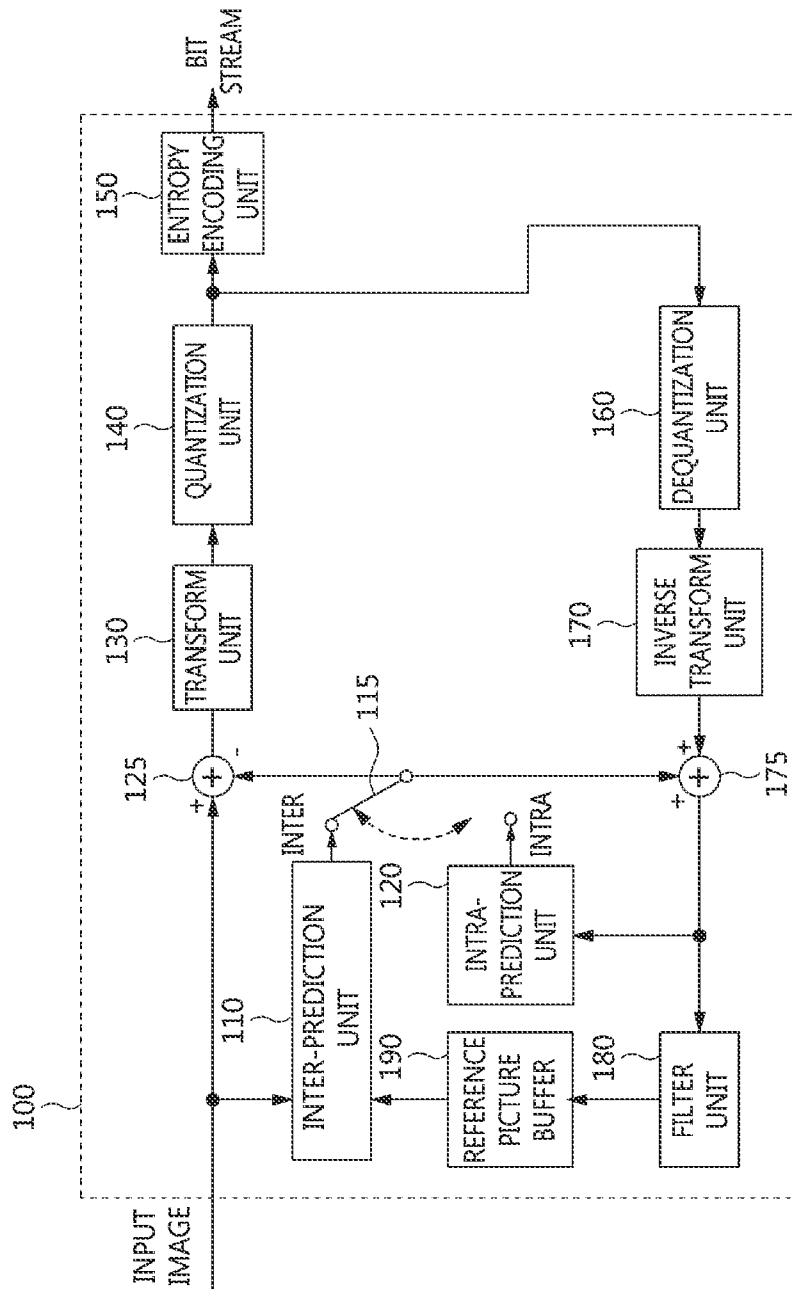 100
INPUT
IMAGE
110
INTER-PREDICTION
UNIT
INTER
115
+
+
-
125
130
TRANSFORM
UNIT
140
QUANTIZATION
UNIT
150
ENTROPY
ENCODING
UNIT
BIT
STREAM
190
REFERENCE
PICTURE
BUFFER
120
INTRA-
PREDICTION
UNIT
INTRA
180
FILTER
UNIT
+
+
+
175
170
INVERSE
TRANSFORM
UNIT
160
DEQUANTIZATION
UNIT